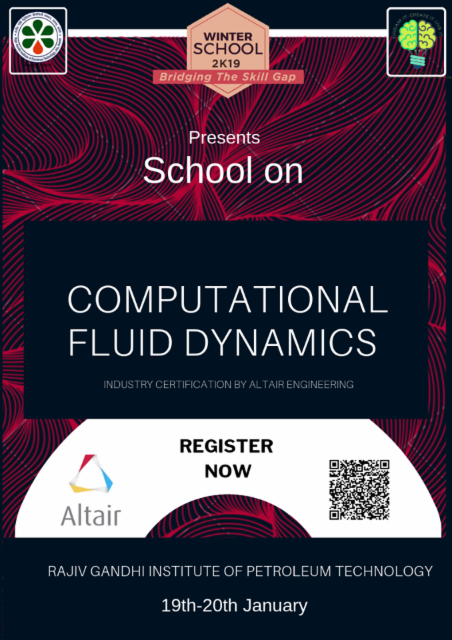 WINTER
SCHOOL
2K19
Bridging The Skill Gap
Presents
School on
COMPUTATIONAL
FLUID DYNAMICS
INDUSTRY CERTIFICATION BY ALTAIR ENGINEERING
REGISTER
NOW
Altair
RAJIV GANDHI INSTITUTE OF PETROLEUM TECHNOLOGY
19th-20th January